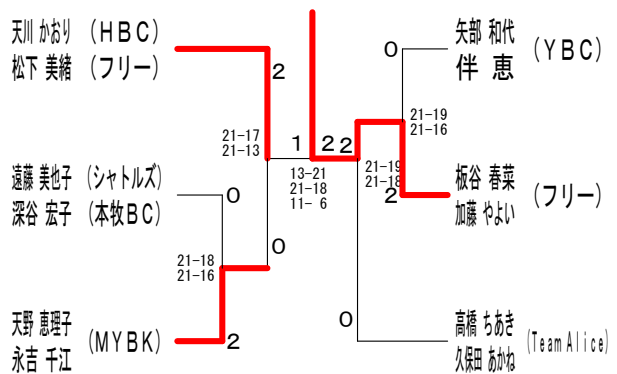 天川 かおり (HBC)
松下 美緒 (フリー)
2
21-17
21-13
遠藤 美也子 (シャトルズ)
深谷 宏子 (本牧BC)
0
21-18
21-16
0
天野 恵理子
永吉 千江
(MYBK)
2
1
2
2
13-21
21-18
11- 6
0
矢部 和代
伴 恵
(YBC)
21-19
21-16
21-19
21-18
2
板谷 春菜
加藤 やよい
(フリー)
0
高橋 ちあき
久保田 あかね
(TeamAlice)